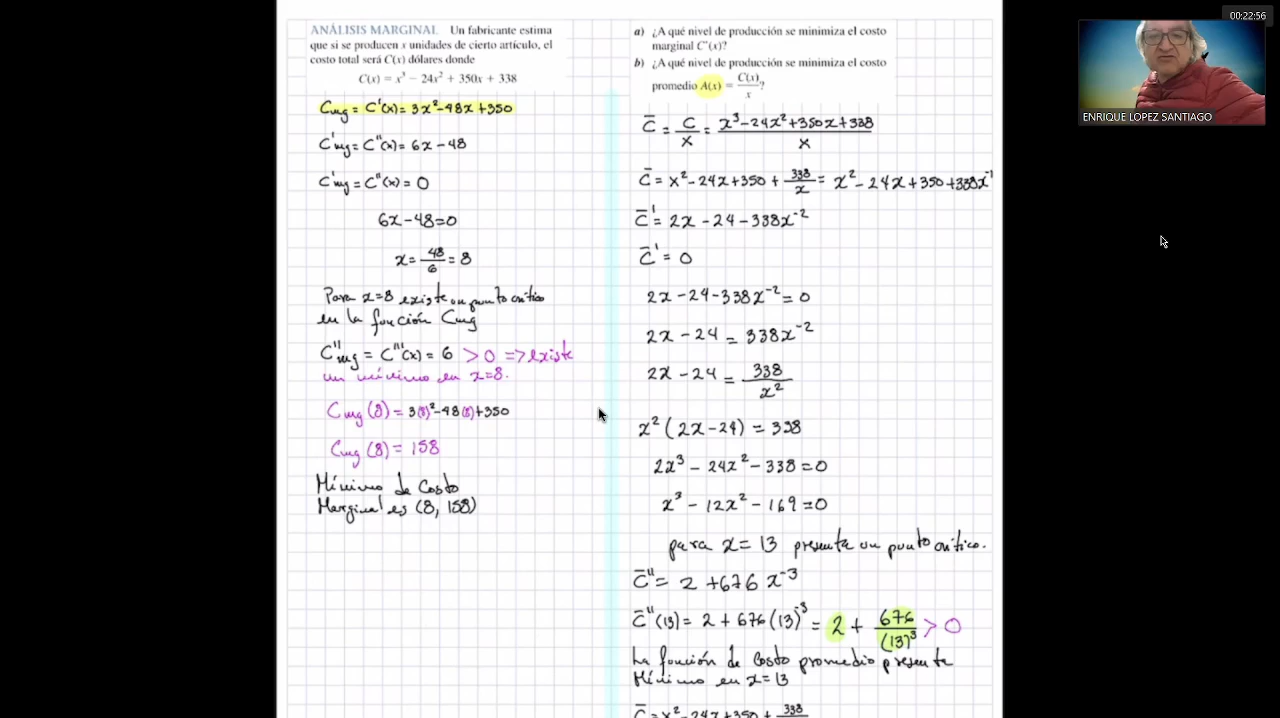 ANÁLISIS MARGINAL Un fabricante estima
que si se producen x unidades de cierto artículo, el
costo total será C(x) dólares donde
C(x) = x³ − 24x² + 350x + 338
Cmg = C'(x) = 3x²-48x+350
C'mg = C''(x) = 6x-48
C'mg = C''(x) = 0
6x-48=0
x = 48/6 = 8
Para x=8 existe un punto crítico
en la función Cmg
C''mg = C'''(x) = 6 > 0 => existe
un mínimo en x=8.
Cmg(8) = 3(8)²-48(8)+350
Cmg(8) = 158
Mínimo de Costo
Marginal es (8, 158)
a) ¿A qué nivel de producción se minimiza el costo
marginal C'(x)?
b) ¿A qué nivel de producción se minimiza el costo
promedio A(x) = C(x)/x ?
C̄ = C/x = x³-24x²+350x+338 / x
C̄ = x²-24x+350 + 338/x = x²-24x+350+338x⁻¹
C̄' = 2x-24-338x⁻²
C̄' = 0
2x-24-338x⁻² = 0
2x-24 = 338x⁻²
2x-24 = 338/x²
x²(2x-24) = 338
2x³ - 24x² - 338 = 0
x³ - 12x² - 169 = 0
para x = 13 presenta un punto crítico.
C̄'' = 2 + 676x⁻³
C̄''(13) = 2 + 676(13)⁻³ = 2 + 676/(13)³ > 0
La función de Costo promedio presenta
Mínimo en x=13
C̄ = x²-24x+350 + 338
00:22:56
ENRIQUE LOPEZ SANTIAGO